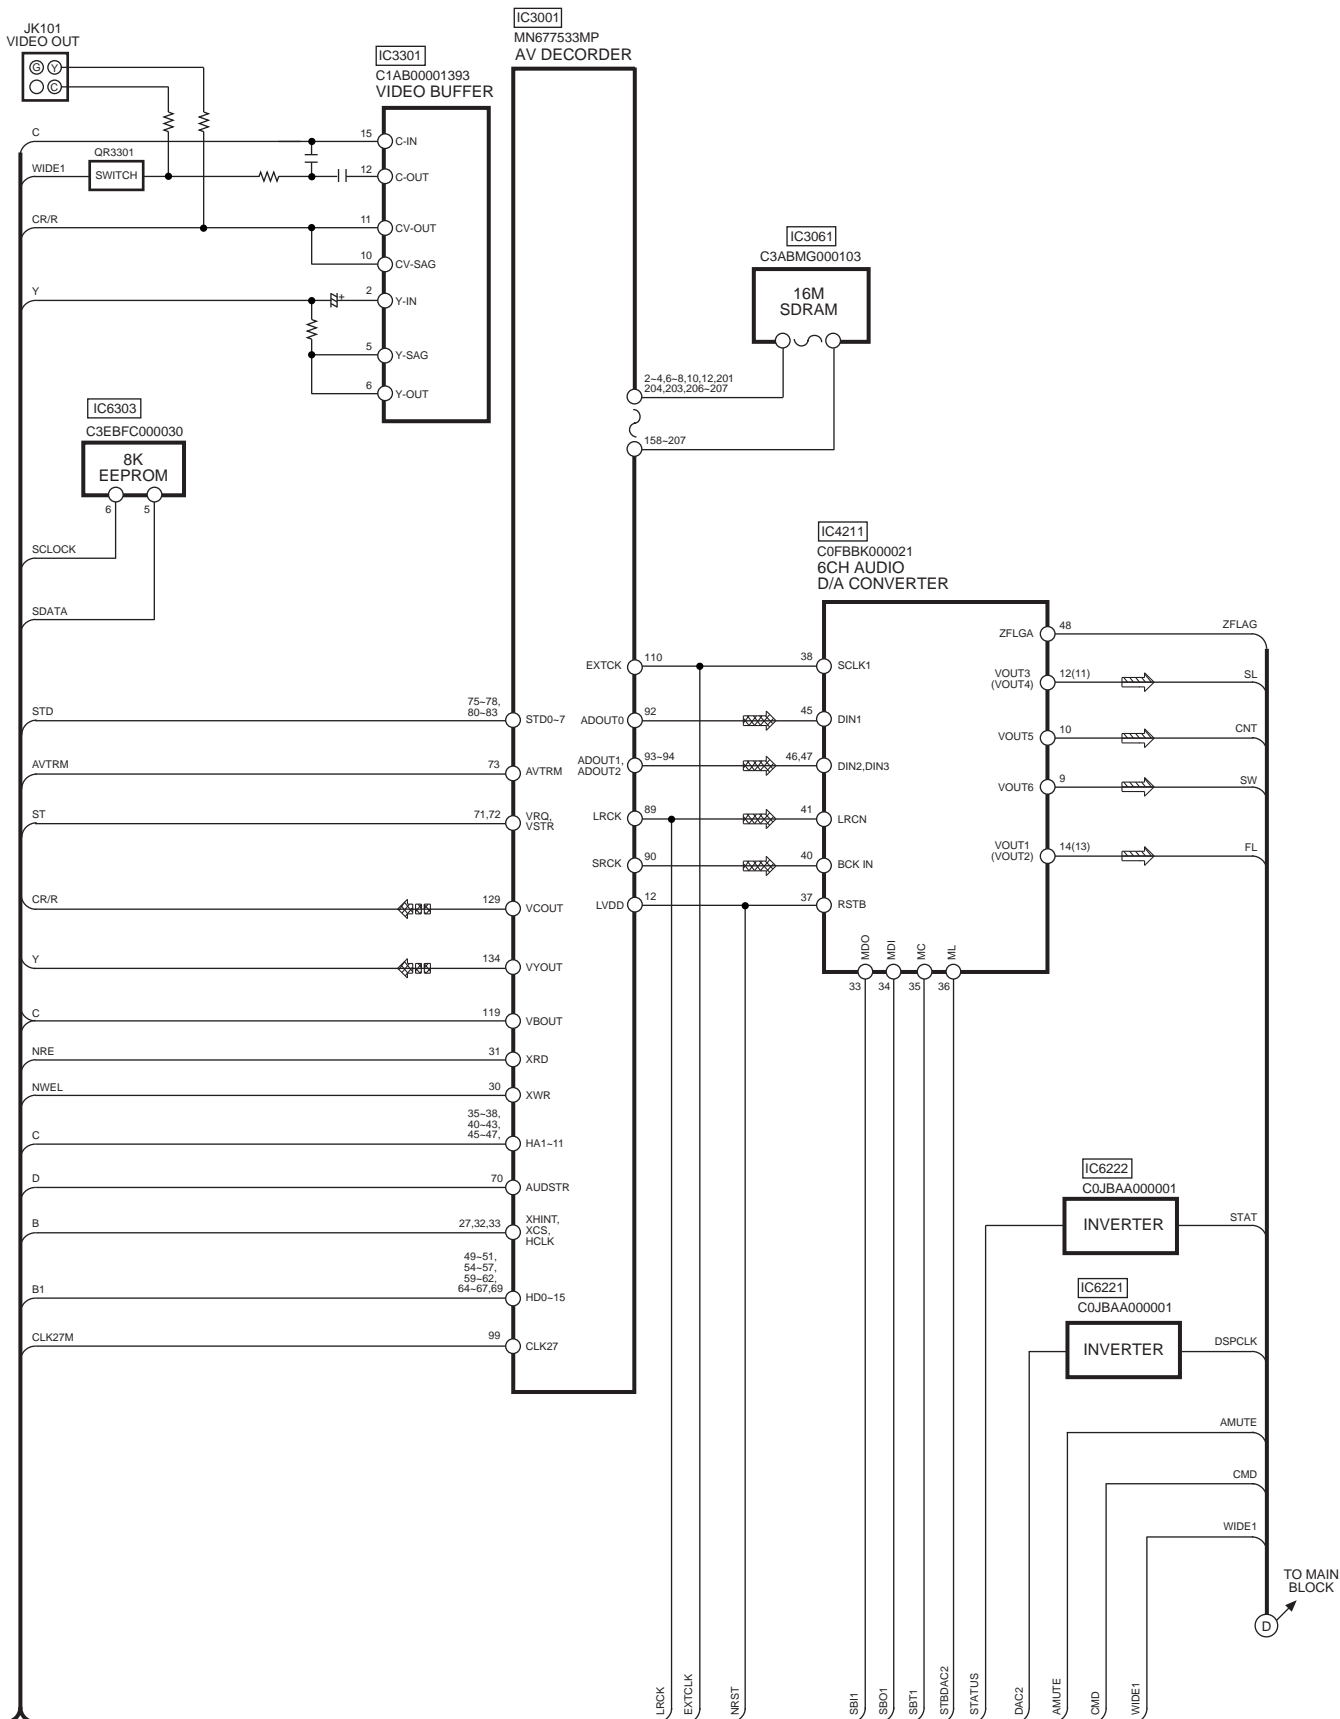 JK101
VIDEO OUT
G Y
C
IC3301
C1AB00001393
VIDEO BUFFER
IC3001
MN677533MP
AV DECORDER
C
15
C-IN
WIDE1
QR3301
SWITCH
12
C-OUT
CR/R
11
CV-OUT
10
CV-SAG
Y
+
2
Y-IN
5
Y-SAG
6
Y-OUT
IC3061
C3ABMG000103
16M
SDRAM
2~4,6~8,10,12,201
204,203,206~207
158~207
IC6303
C3EBFC000030
8K
EEPROM
6
5
SCLOCK
SDATA
IC4211
C0FBBK000021
6CH AUDIO
D/A CONVERTER
STD
75~78,
80~83
STD0~7
AVTRM
73
AVTRM
ST
71,72
VRQ,
VSTR
CR/R
129
VCOUT
Y
134
VYOUT
C
119
VBOUT
NRE
31
XRD
NWEL
30
XWR
C
35~38,
40~43,
45~47,
HA1~11
D
70
AUDSTR
B
27,32,33
XHINT,
XCS,
HCLK
B1
49~51,
54~57,
59~62,
64~67,69
HD0~15
CLK27M
99
CLK27
EXTCK
110
38
SCLK1
ADOUT0
92
45
DIN1
ADOUT1,
ADOUT2
93~94
46,47
DIN2,DIN3
LRCK
89
41
LRCN
SRCK
90
40
BCK IN
LVDD
12
37
RSTB
ZFLGA
48
ZFLAG
VOUT3
(VOUT4)
12(11)
SL
VOUT5
10
CNT
VOUT6
9
SW
VOUT1
(VOUT2)
14(13)
FL
MDO
MDI
MC
ML
33
34
35
36
IC6222
C0JBAA000001
INVERTER
STAT
IC6221
C0JBAA000001
INVERTER
DSPCLK
AMUTE
CMD
WIDE1
TO MAIN
BLOCK
D
LRCK
EXTCLK
NRST
SBI1
SBO1
SBT1
STBDAC2
STATUS
DAC2
AMUTE
CMD
WIDE1